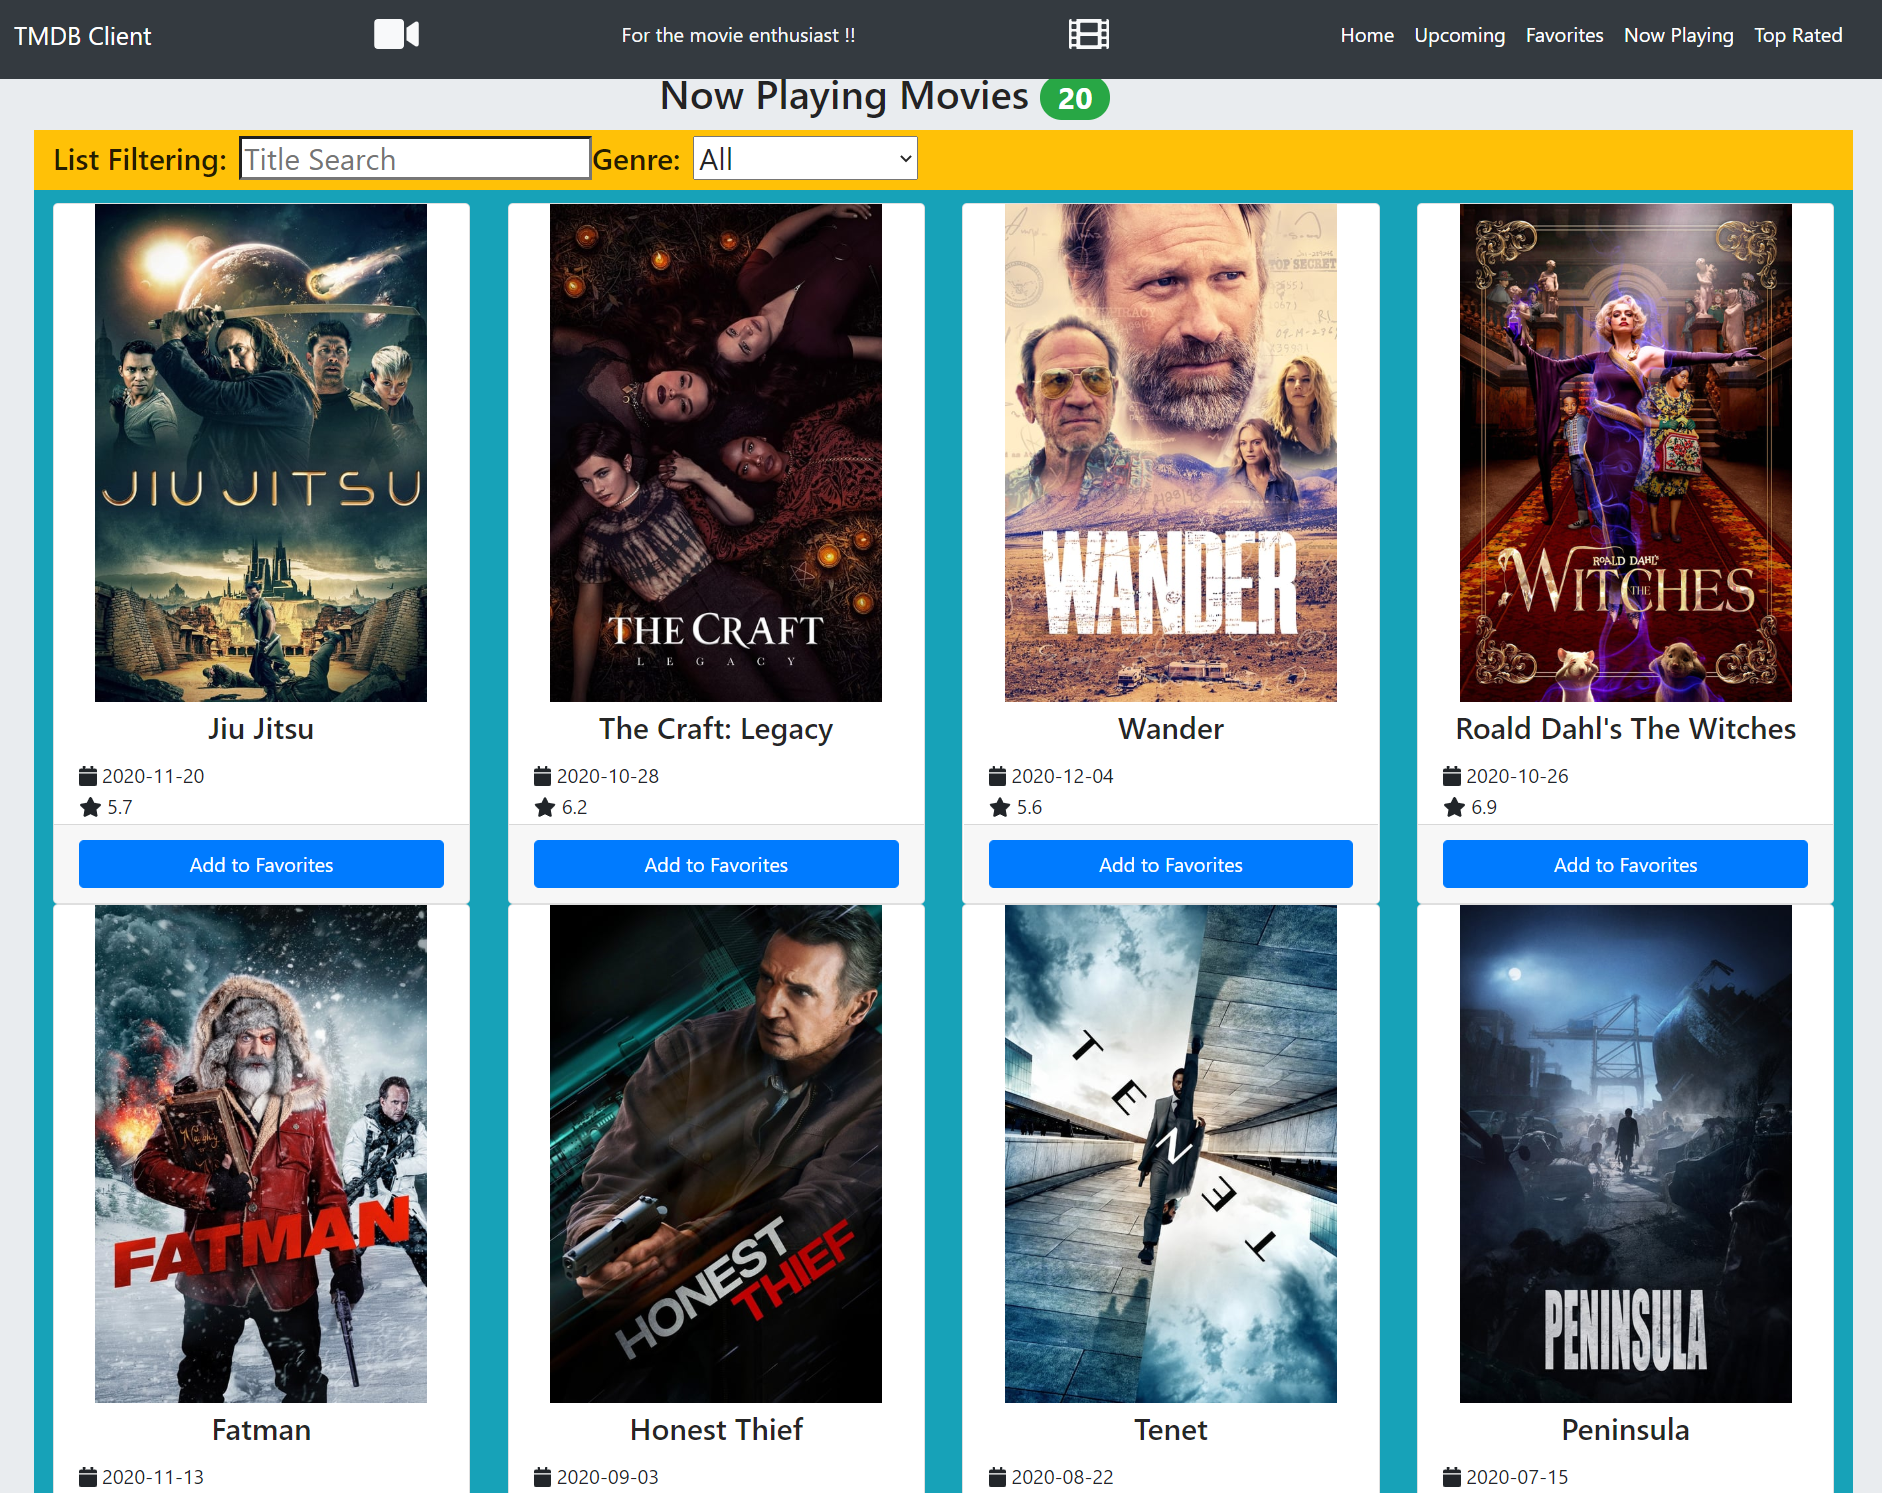 TMDB Client
For the movie enthusiast !!
Home Upcoming Favorites Now Playing Top Rated
Now Playing Movies 20
List Filtering: Title Search Genre: All
JIU JITSU
THE CRAFT
LEGACY
TOP SECRET
WANDER
ROALD DAHL'S
THE
WITCHES
Jiu Jitsu
The Craft: Legacy
Wander
Roald Dahl's The Witches
2020-11-20
2020-10-28
2020-12-04
2020-10-26
5.7
6.2
5.6
6.9
Add to Favorites
Add to Favorites
Add to Favorites
Add to Favorites
FATMAN
HONEST
THIEF
TENET
PENINSULA
Fatman
Honest Thief
Tenet
Peninsula
2020-11-13
2020-09-03
2020-08-22
2020-07-15